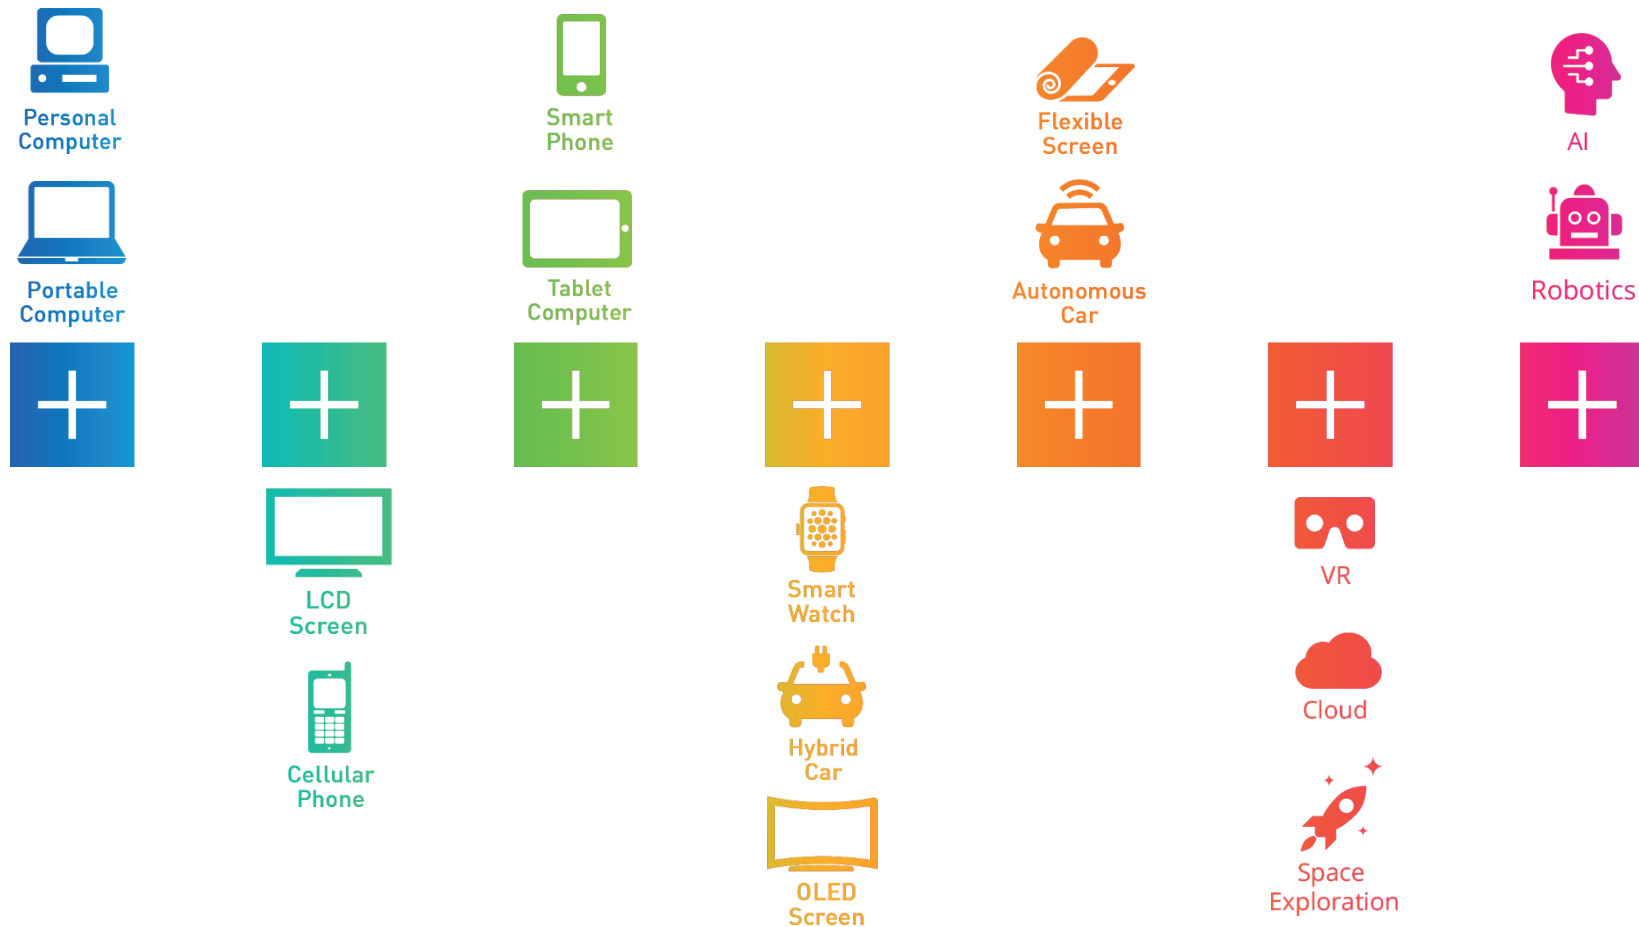 Personal
Computer
Portable
Computer
LCD
Screen
Cellular
Phone
Smart
Phone
Tablet
Computer
Smart
Watch
Hybrid
Car
OLED
Screen
Flexible
Screen
Autonomous
Car
VR
Cloud
Space
Exploration
AI
Robotics